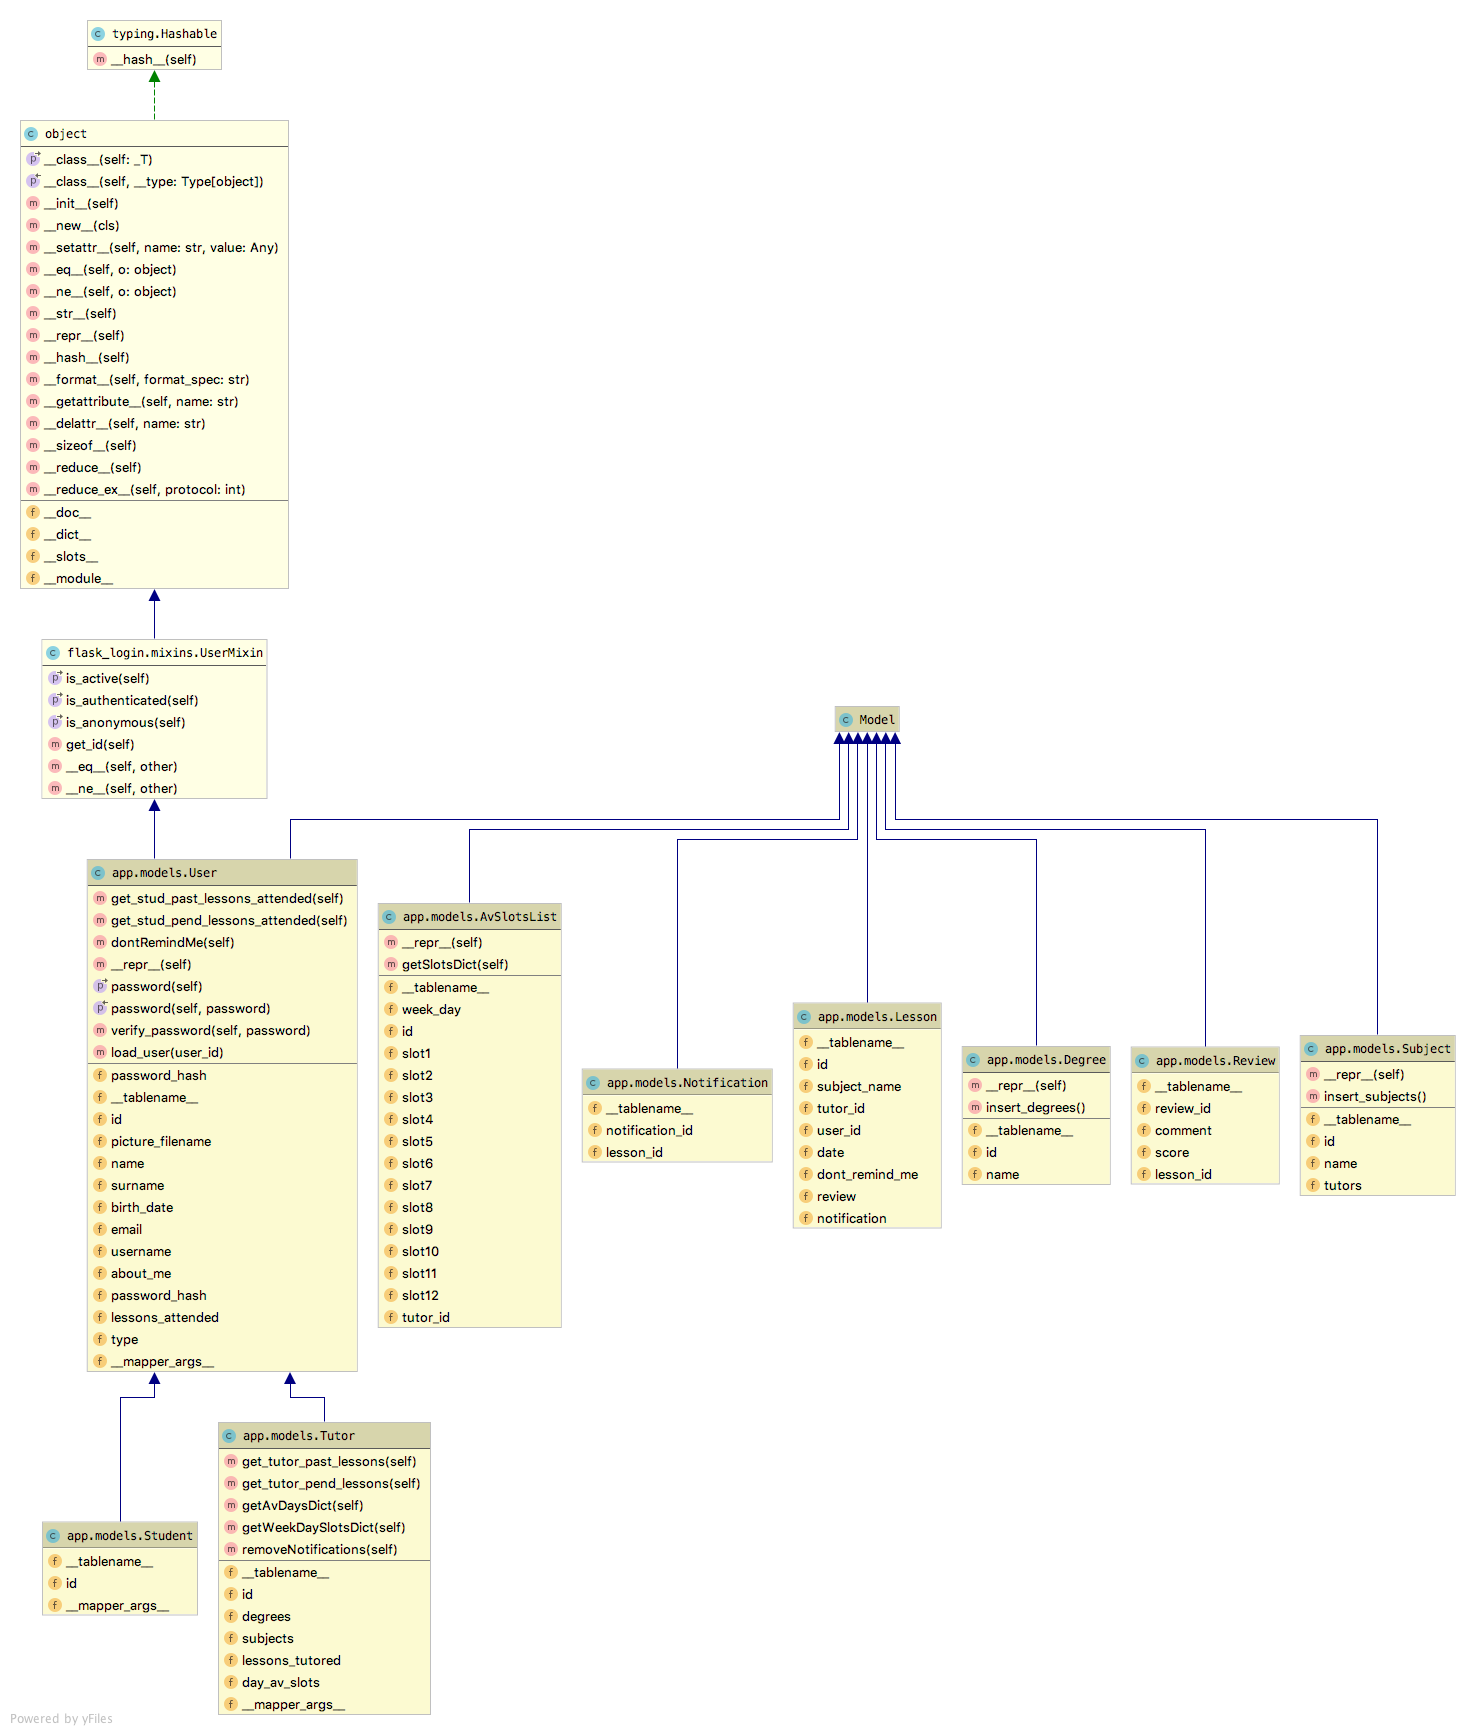 typing.Hashable
__hash__(self)
object
__class__(self: _T)
__class__(self, __type: Type[object])
__init__(self)
__new__(cls)
__setattr__(self, name: str, value: Any)
__eq__(self, o: object)
__ne__(self, o: object)
__str__(self)
__repr__(self)
__hash__(self)
__format__(self, format_spec: str)
__getattribute__(self, name: str)
__delattr__(self, name: str)
__sizeof__(self)
__reduce__(self)
__reduce_ex__(self, protocol: int)
__doc__
__dict__
__slots__
__module__
flask_login.mixins.UserMixin
is_active(self)
is_authenticated(self)
is_anonymous(self)
get_id(self)
__eq__(self, other)
__ne__(self, other)
Model
app.models.User
get_stud_past_lessons_attended(self)
get_stud_pend_lessons_attended(self)
dontRemindMe(self)
__repr__(self)
password(self)
password(self, password)
verify_password(self, password)
load_user(user_id)
password_hash
__tablename__
id
picture_filename
name
surname
birth_date
email
username
about_me
password_hash
lessons_attended
type
__mapper_args__
app.models.AvSlotsList
__repr__(self)
getSlotsDict(self)
__tablename__
week_day
id
slot1
slot2
slot3
slot4
slot5
slot6
slot7
slot8
slot9
slot10
slot11
slot12
tutor_id
app.models.Notification
__tablename__
notification_id
lesson_id
app.models.Lesson
__tablename__
id
subject_name
tutor_id
user_id
date
dont_remind_me
review
notification
app.models.Degree
__repr__(self)
insert_degrees()
__tablename__
id
name
app.models.Review
__tablename__
review_id
comment
score
lesson_id
app.models.Subject
__repr__(self)
insert_subjects()
__tablename__
id
name
tutors
app.models.Student
__tablename__
id
__mapper_args__
app.models.Tutor
get_tutor_past_lessons(self)
get_tutor_pend_lessons(self)
getAvDaysDict(self)
getWeekDaySlotsDict(self)
removeNotifications(self)
__tablename__
id
degrees
subjects
lessons_tutored
day_av_slots
__mapper_args__
Powered by yFiles